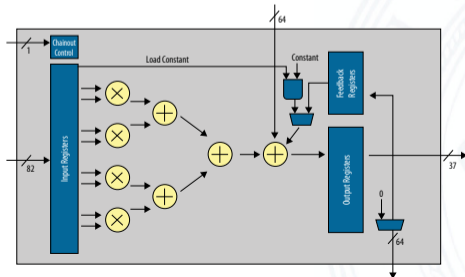 64
1
Chainout
Control
Load Constant
Constant
Input Registers
Feedback
Registers
82
Output Registers
37
0
64